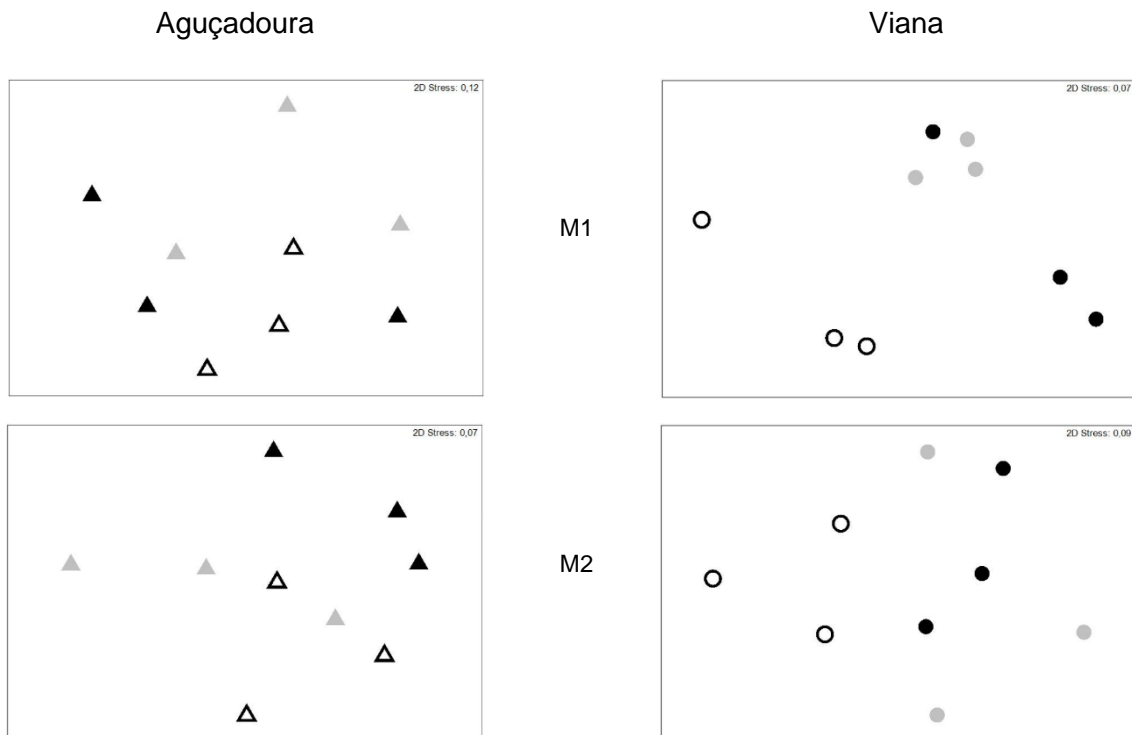 Aguçadoura
Viana
2D Stress: 0,12
2D Stress: 0,07
M1
2D Stress: 0,07
2D Stress: 0,09
M2